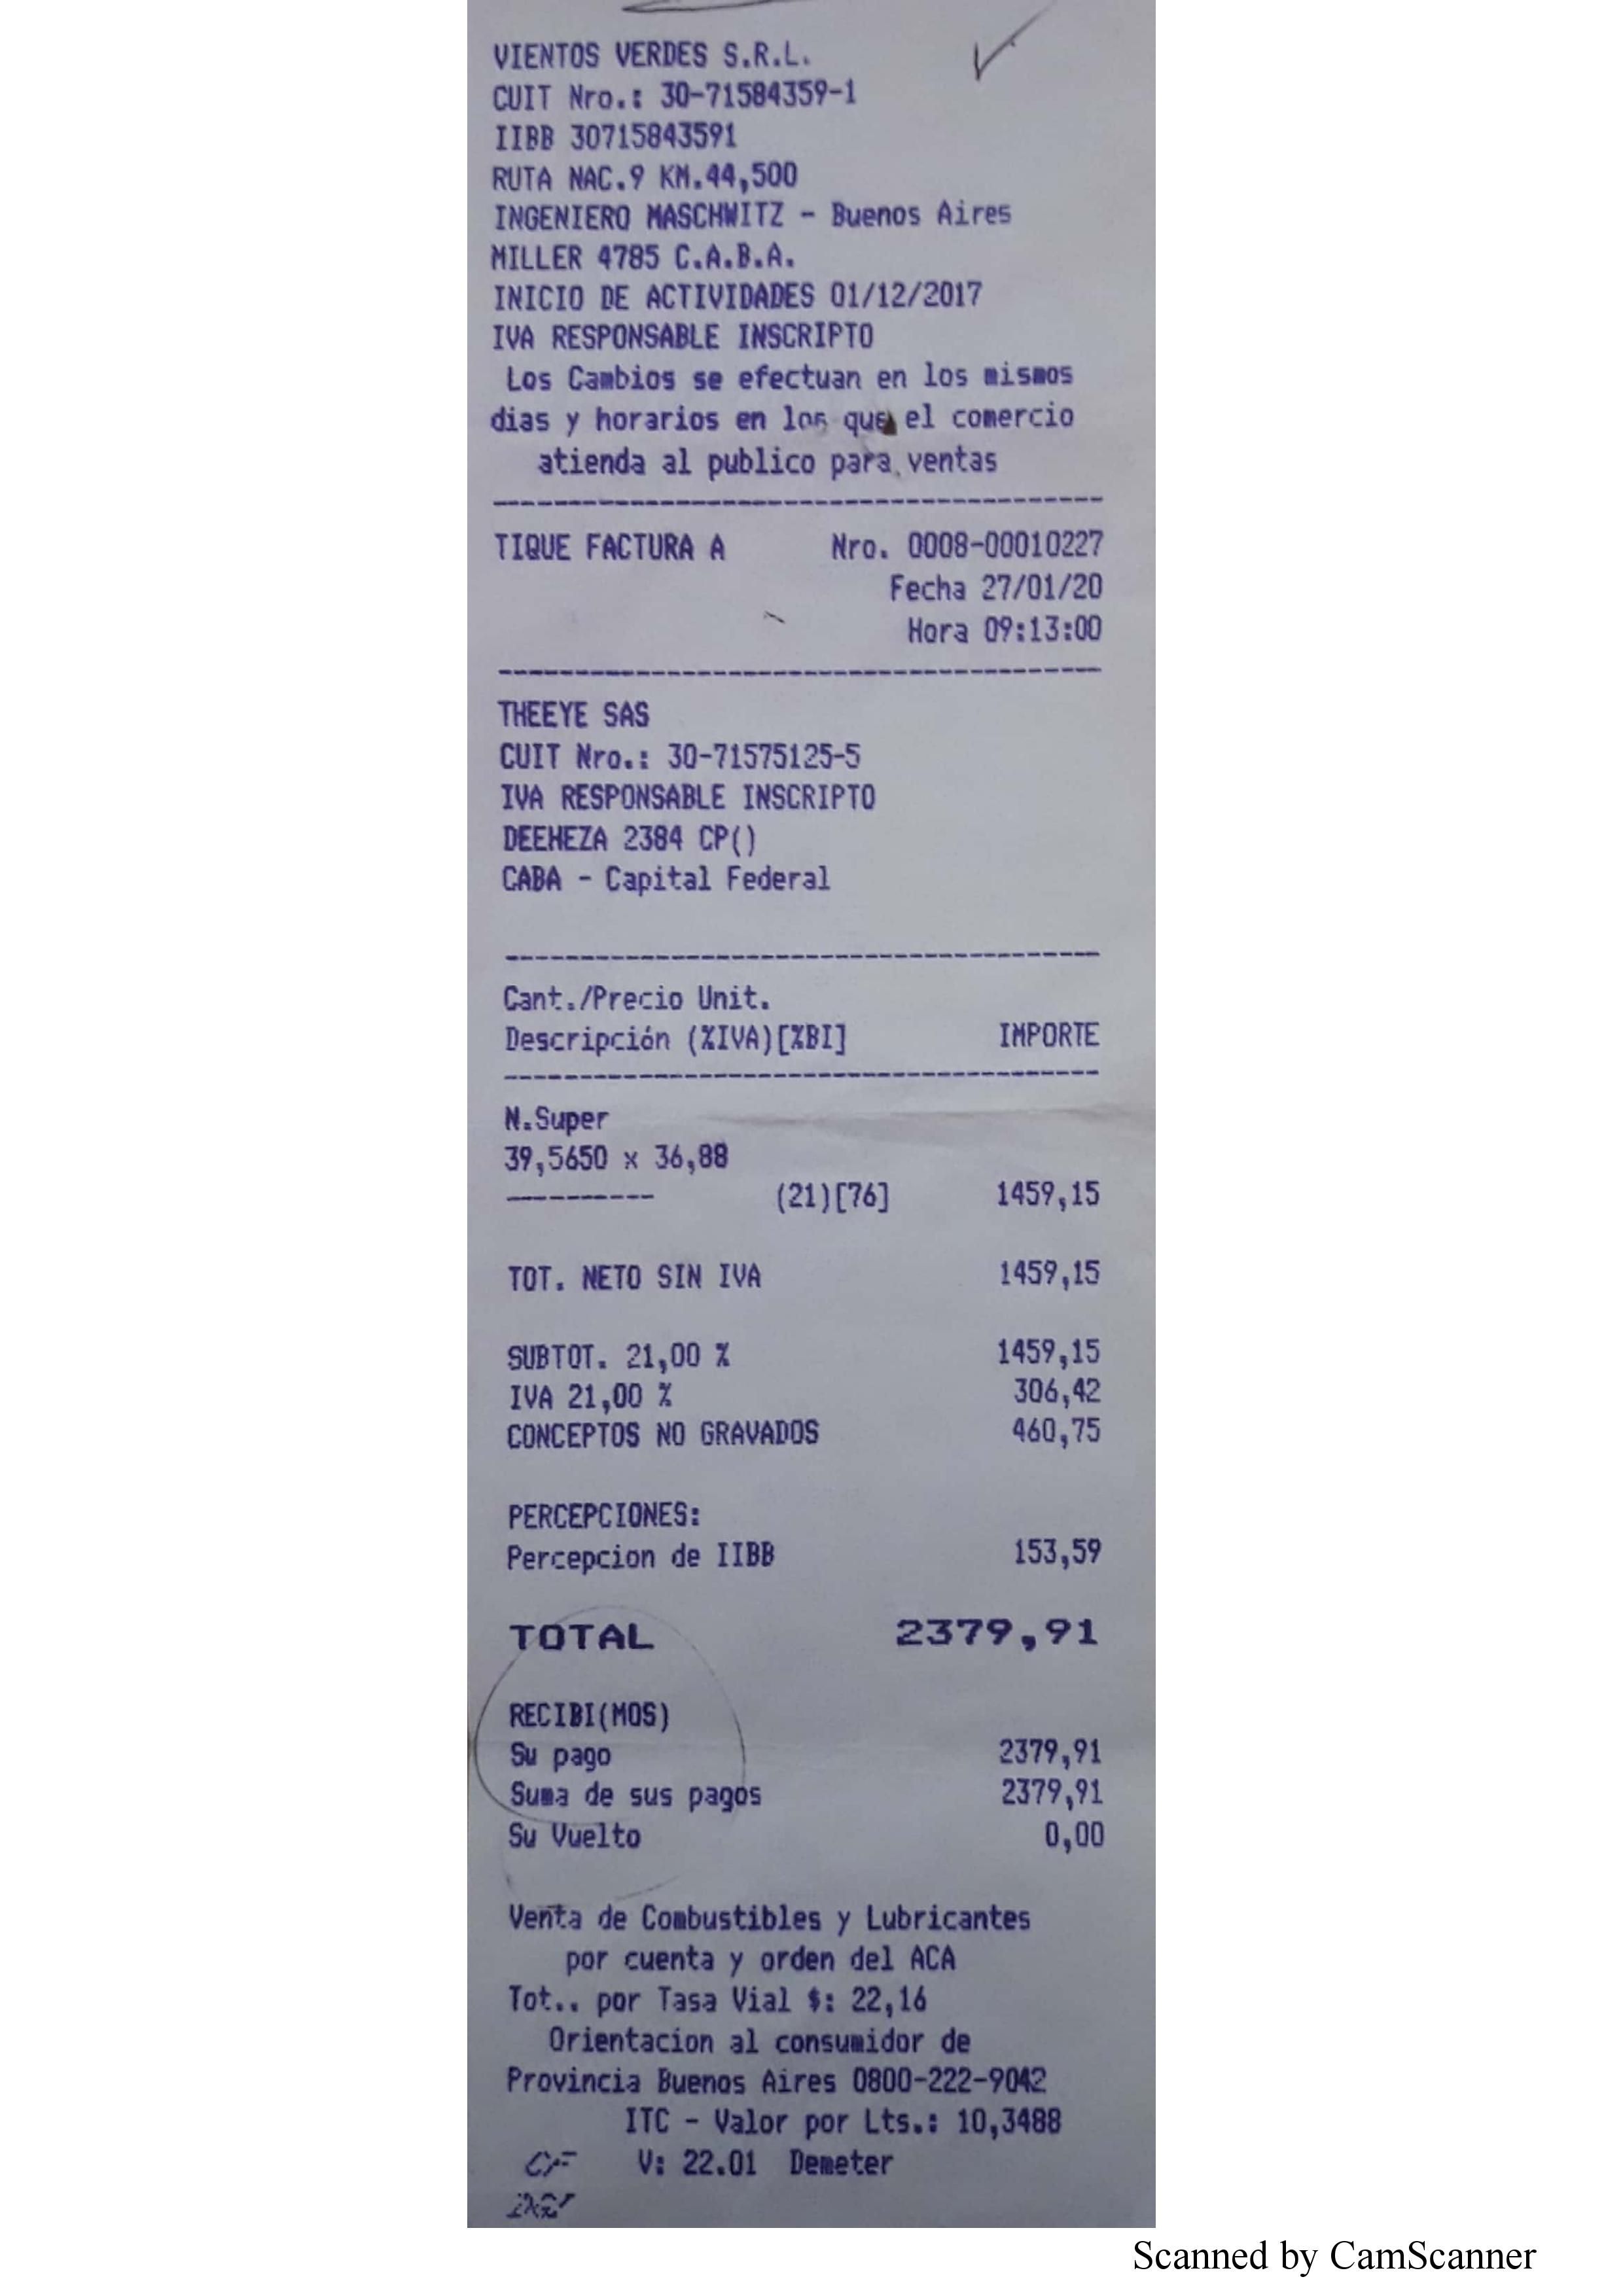 VIENTOS VERDES S.R.L.
CUIT Nro.: 30-71584359-1
IIBB 30715843591
RUTA NAC.9 KM.44,500
INGENIERO MASCHWITZ - Buenos Aires
MILLER 4785 C.A.B.A.
INICIO DE ACTIVIDADES 01/12/2017
IVA RESPONSABLE INSCRIPTO
Los Cambios se efectuan en los mismos
dias y horarios en los que el comercio
atienda al publico para ventas
TIQUE FACTURA A Nro. 0008-00010227
Fecha 27/01/20
Hora 09:13:00
THEEYE SAS
CUIT Nro.: 30-71575125-5
IVA RESPONSABLE INSCRIPTO
DEEHEZA 2384 CP()
CABA - Capital Federal
Cant./Precio Unit.
Descripción (%IVA)[%BI] IMPORTE
N.Super
39,5650 x 36,88
---------- (21)[76] 1459,15
TOT. NETO SIN IVA 1459,15
SUBTOT. 21,00 % 1459,15
IVA 21,00 % 306,42
CONCEPTOS NO GRAVADOS 460,75
PERCEPCIONES:
Percepcion de IIBB 153,59
TOTAL 2379,91
RECIBI(MOS)
Su pago 2379,91
Suma de sus pagos 2379,91
Su Vuelto 0,00
Venta de Combustibles y Lubricantes
por cuenta y orden del ACA
Tot.. por Tasa Vial $: 22,16
Orientacion al consumidor de
Provincia Buenos Aires 0800-222-9042
ITC - Valor por Lts.: 10,3488
CF V: 22.01 Demeter
Scanned by CamScanner